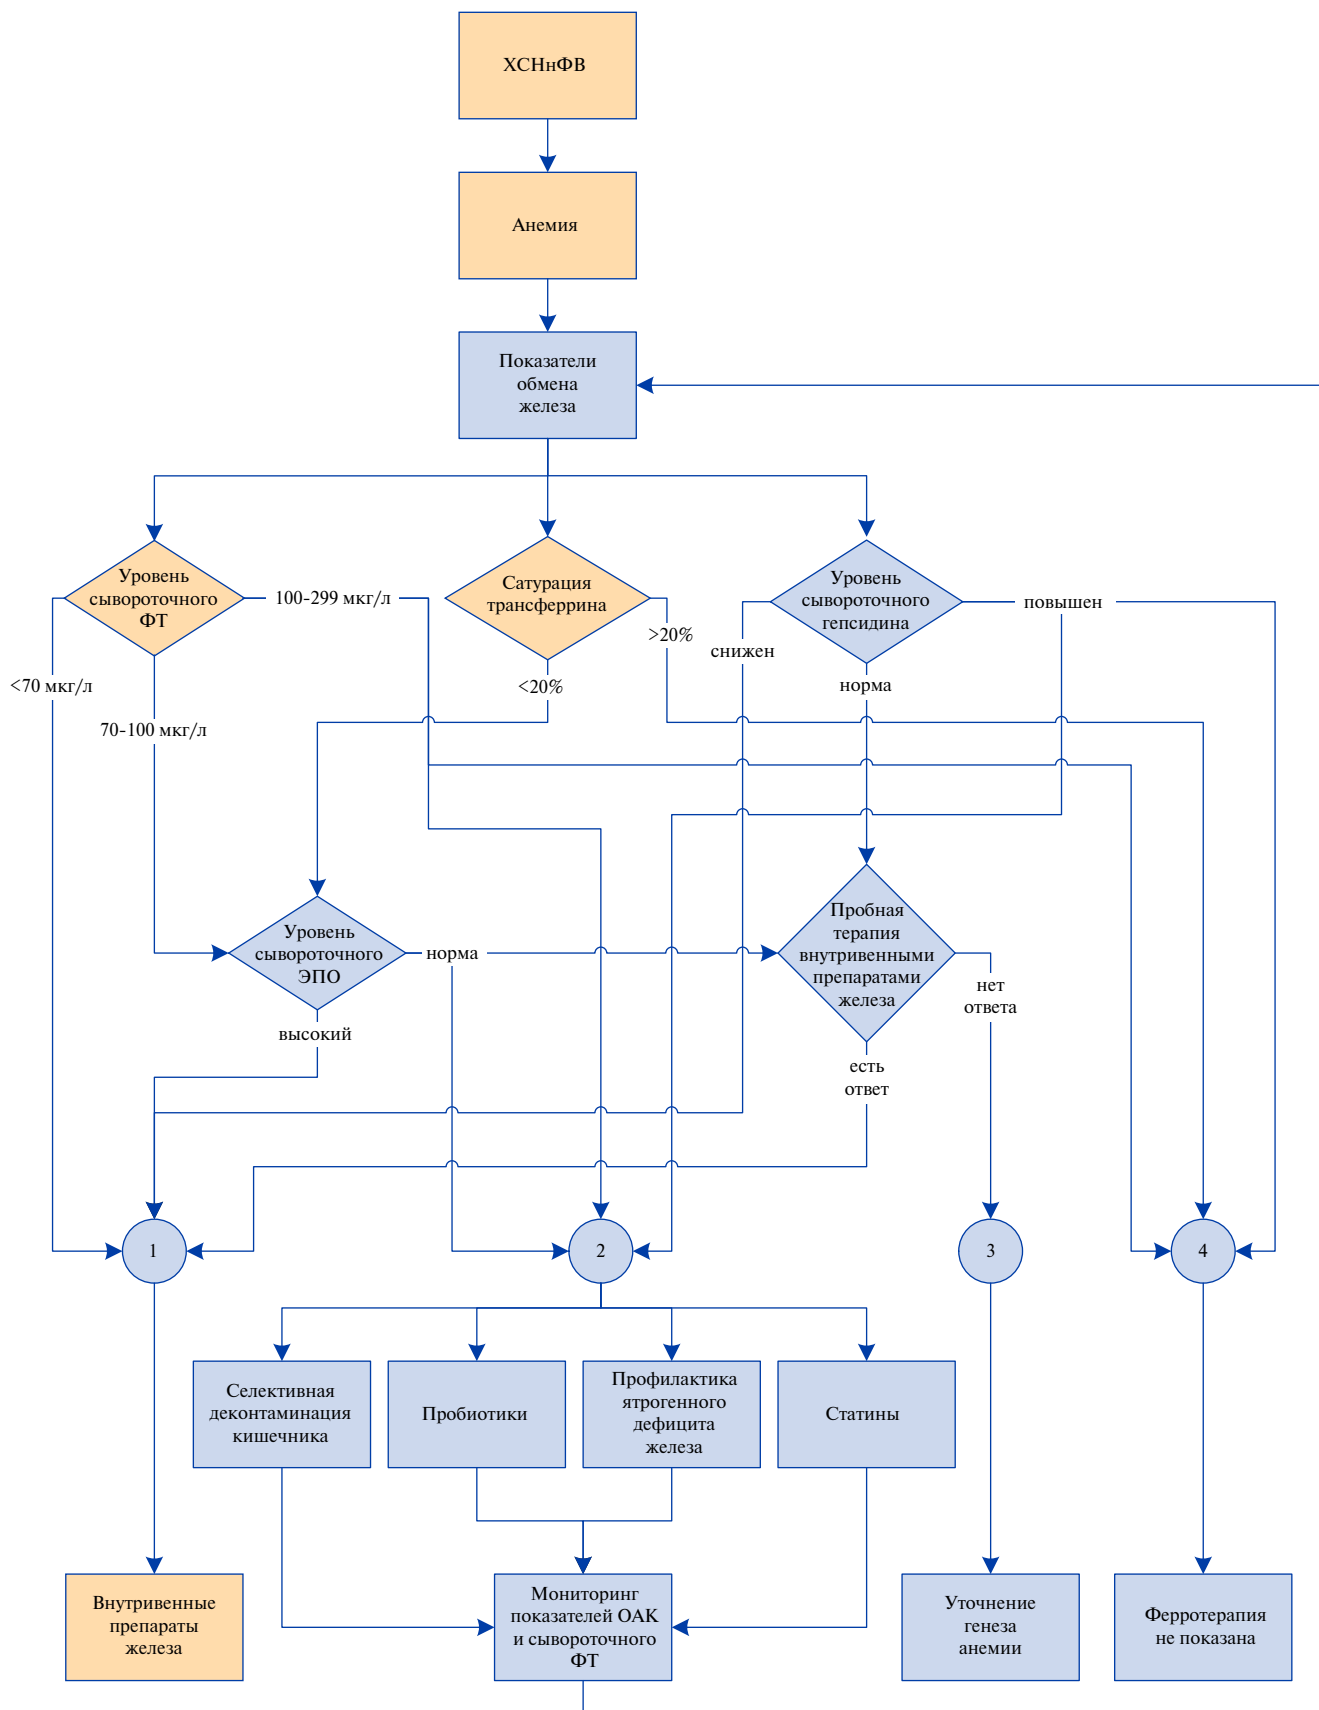 ХСНнФВ
Анемия
Показатели
обмена
железа
Уровень
сывороточного
ФТ
100-299 мкг/л
Сатурация
трансферрина
>20%
Уровень
сывороточного
гепсидина
повышен
снижен
<70 мкг/л
<20%
норма
70-100 мкг/л
Уровень
сывороточного
ЭПО
норма
Пробная
терапия
внутривенными
препаратами
железа
нет
ответа
высокий
есть
ответ
1
2
3
4
Селективная
деконтаминация
кишечника
Пробиотики
Профилактика
ятрогенного
дефицита
железа
Статины
Внутривенные
препараты
железа
Мониторинг
показателей ОАК
и сывороточного
ФТ
Уточнение
генеза
анемии
Ферротерапия
не показана